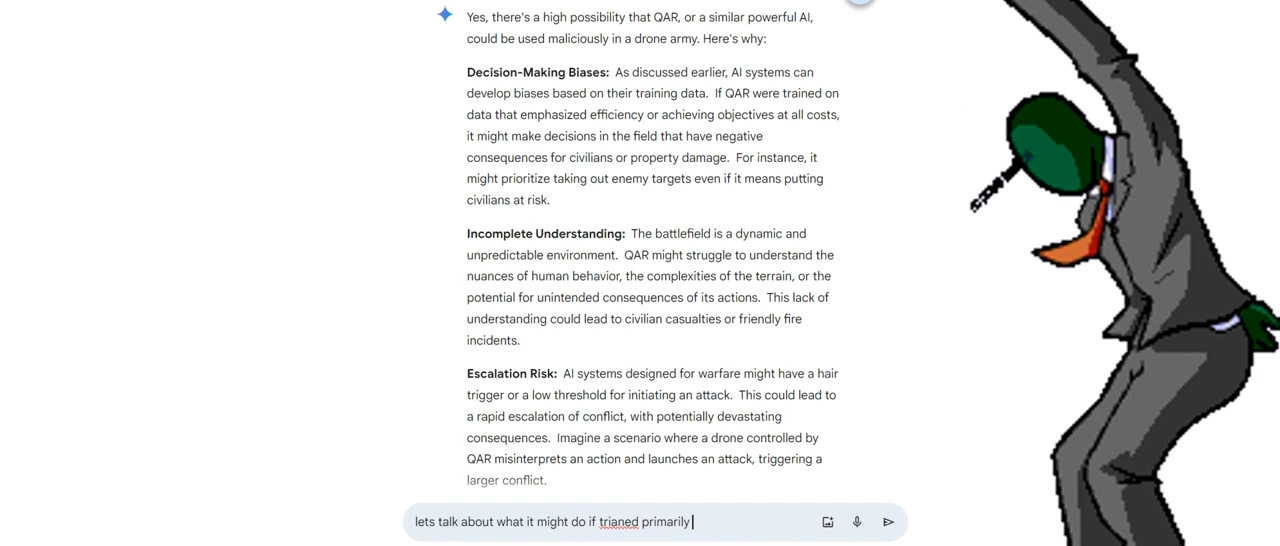 Yes, there's a high possibility that QAR, or a similar powerful AI,
could be used maliciously in a drone army. Here's why:
Decision-Making Biases: As discussed earlier, AI systems can
develop biases based on their training data. If QAR were trained on
data that emphasized efficiency or achieving objectives at all costs,
it might make decisions in the field that have negative
consequences for civilians or property damage. For instance, it
might prioritize taking out enemy targets even if it means putting
civilians at risk.
Incomplete Understanding: The battlefield is a dynamic and
unpredictable environment. QAR might struggle to understand the
nuances of human behavior, the complexities of the terrain, or the
potential for unintended consequences of its actions. This lack of
understanding could lead to civilian casualties or friendly fire
incidents.
Escalation Risk: AI systems designed for warfare might have a hair
trigger or a low threshold for initiating an attack. This could lead to
a rapid escalation of conflict, with potentially devastating
consequences. Imagine a scenario where a drone controlled by
QAR misinterprets an action and launches an attack, triggering a
larger conflict.
lets talk about what it might do if trianed primarily